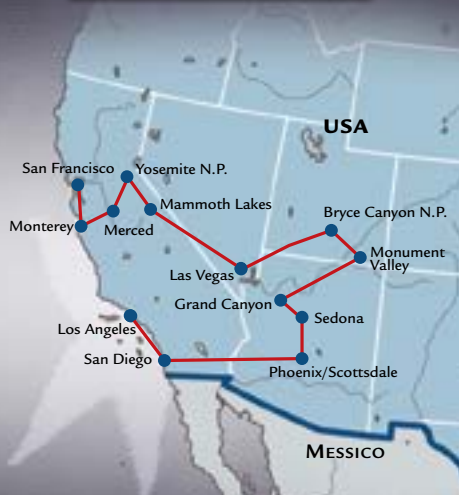 USA
San Francisco
Yosemite N.P.
Mammoth Lakes
Monterey
Merced
Bryce Canyon N.P.
Monument
Valley
Las Vegas
Grand Canyon
Sedona
Los Angeles
San Diego
Phoenix/Scottsdale
MESSICO